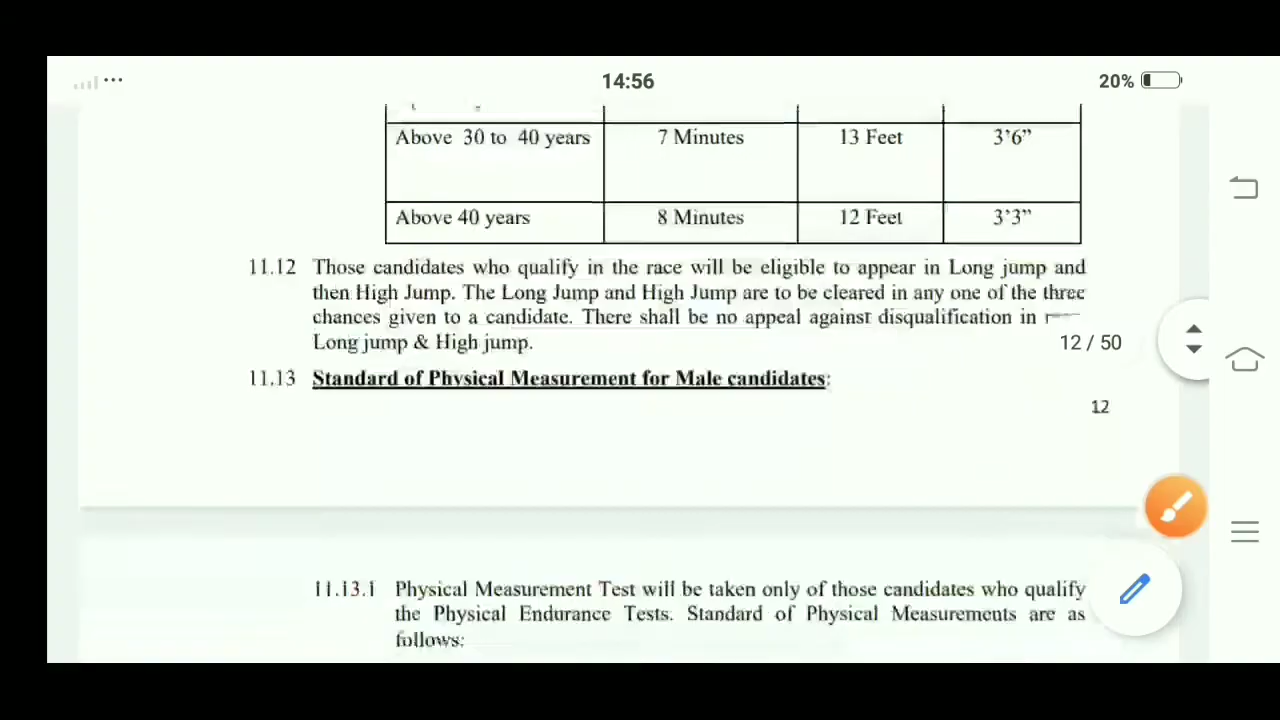 14:56
20%
Above 30 to 40 years 7 Minutes 13 Feet 3’6”
Above 40 years 8 Minutes 12 Feet 3’3”
11.12 Those candidates who qualify in the race will be eligible to appear in Long jump and
then High Jump. The Long Jump and High Jump are to be cleared in any one of the three
chances given to a candidate. There shall be no appeal against disqualification in
Long jump & High jump.
12 / 50
11.13 Standard of Physical Measurement for Male candidates:
12
11.13.1 Physical Measurement Test will be taken only of those candidates who qualify
the Physical Endurance Tests. Standard of Physical Measurements are as
follows: